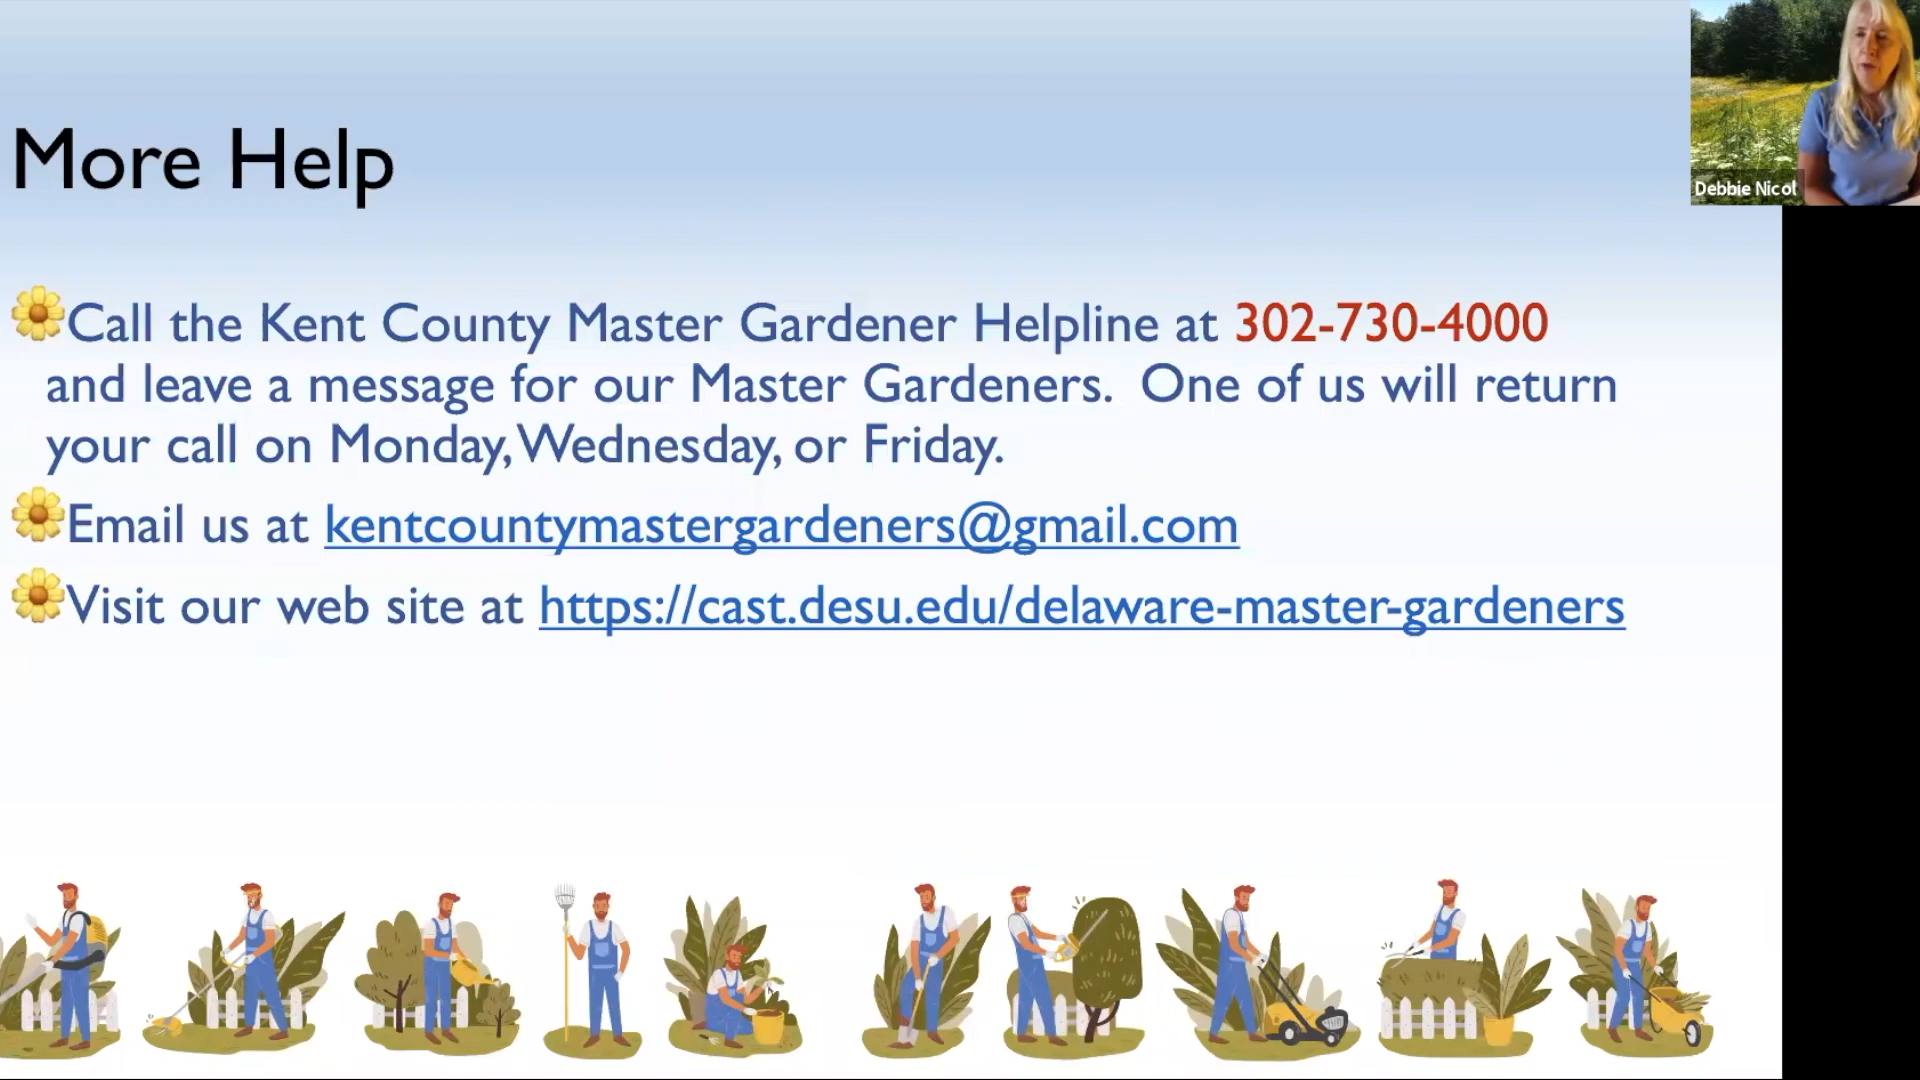 More Help
Debbie Nicol
Call the Kent County Master Gardener Helpline at 302-730-4000
and leave a message for our Master Gardeners.  One of us will return
your call on Monday, Wednesday, or Friday.
Email us at kentcountymastergardeners@gmail.com
Visit our web site at https://cast.desu.edu/delaware-master-gardeners